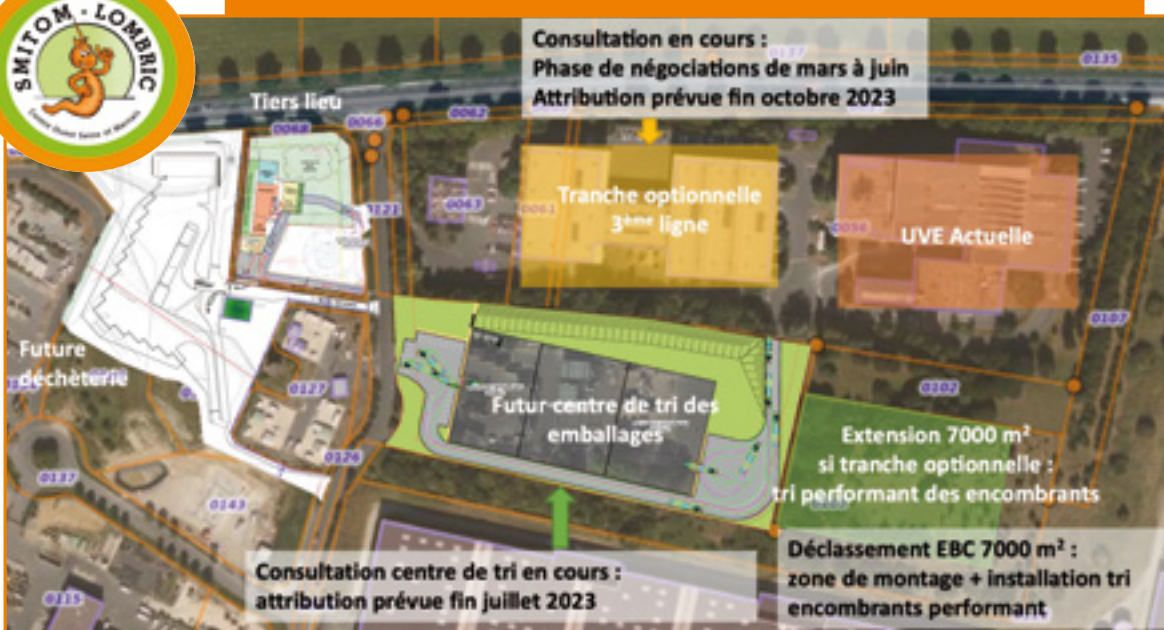 SMITOM - LOMBRIC
Consultation en cours :
Phase de négociations de mars à juin
Attribution prévue fin octobre 2023
0137
0135
Tiers lieu
0068
0066
0062
0121
0063
0061
Tranche optionnelle
3ème ligne
0056
UVE Actuelle
0107
Future
déchèterie
0127
0102
Futur centre de tri des
emballages
Extension 7000 m²
si tranche optionnelle :
tri performant des encombrants
0126
0137
0143
Déclassement EBC 7000 m² :
zone de montage + installation tri
encombrants performant
Consultation centre de tri en cours :
attribution prévue fin juillet 2023
0115